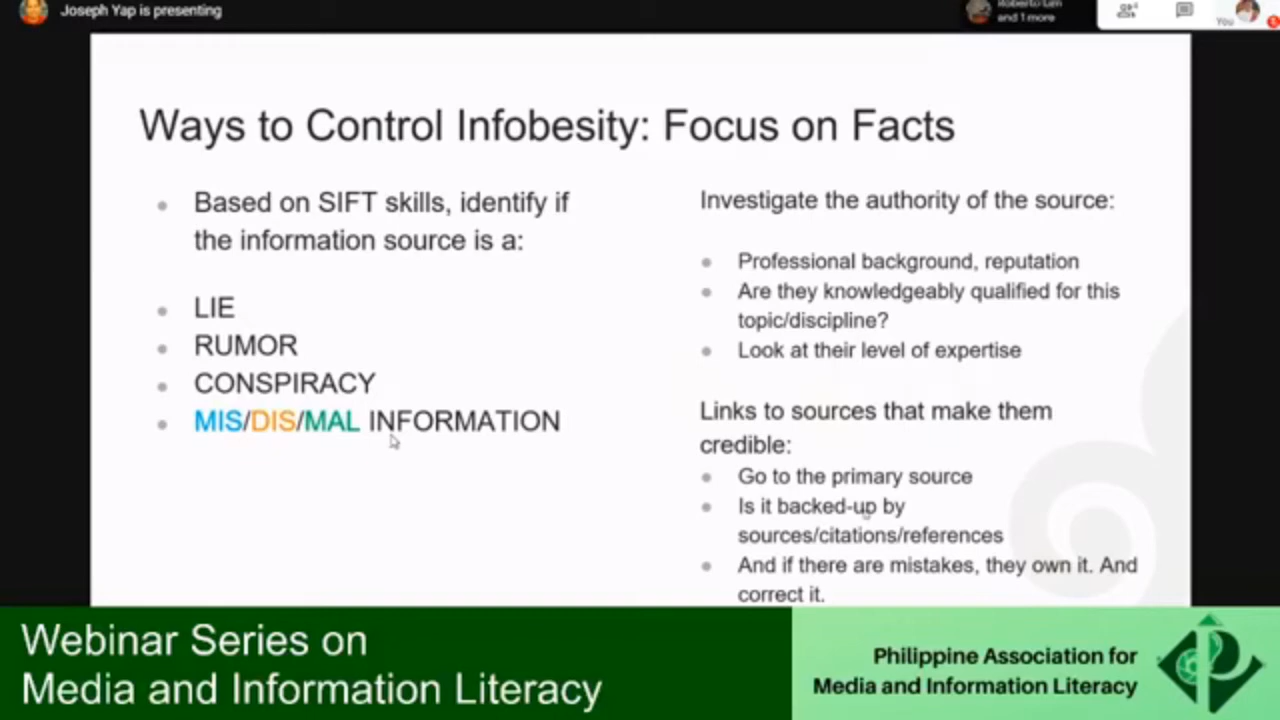 Joseph Yap is presenting
Roberto Lim
and 1 more
You
Ways to Control Infobesity: Focus on Facts
Based on SIFT skills, identify if
the information source is a:
LIE
RUMOR
CONSPIRACY
MIS/DIS/MAL INFORMATION
Investigate the authority of the source:
Professional background, reputation
Are they knowledgeably qualified for this
topic/discipline?
Look at their level of expertise
Links to sources that make them
credible:
Go to the primary source
Is it backed-up by
sources/citations/references
And if there are mistakes, they own it. And
correct it.
Webinar Series on
Media and Information Literacy
Philippine Association for
Media and Information Literacy